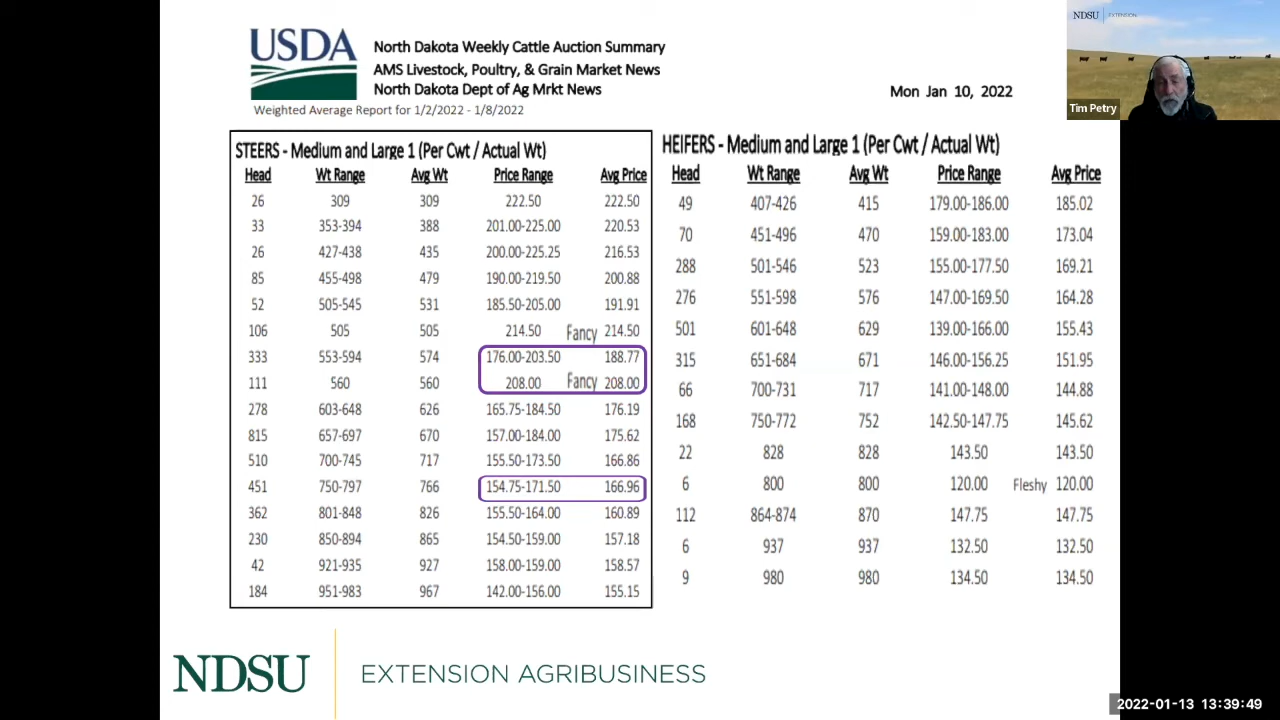 USDA
North Dakota Weekly Cattle Auction Summary
AMS Livestock, Poultry, & Grain Market News
North Dakota Dept of Ag Mrkt News
Weighted Average Report for 1/2/2022 - 1/8/2022
Mon Jan 10, 2022
NDSU EXTENSION
Tim Petry
STEERS - Medium and Large 1 (Per Cwt / Actual Wt)
Head Wt Range Avg Wt Price Range Avg Price
26 309 309 222.50 222.50
33 353-394 388 201.00-225.00 220.53
26 427-438 435 200.00-225.25 216.53
85 455-498 479 190.00-219.50 200.88
52 505-545 531 185.50-205.00 191.91
106 505 505 214.50 Fancy 214.50
333 553-594 574 176.00-203.50 188.77
111 560 560 208.00 Fancy 208.00
278 603-648 626 165.75-184.50 176.19
815 657-697 670 157.00-184.00 175.62
510 700-745 717 155.50-173.50 166.86
451 750-797 766 154.75-171.50 166.96
362 801-848 826 155.50-164.00 160.89
230 850-894 865 154.50-159.00 157.18
42 921-935 927 158.00-159.00 158.57
184 951-983 967 142.00-156.00 155.15
HEIFERS - Medium and Large 1 (Per Cwt / Actual Wt)
Head Wt Range Avg Wt Price Range Avg Price
49 407-426 415 179.00-186.00 185.02
70 451-496 470 159.00-183.00 173.04
288 501-546 523 155.00-177.50 169.21
276 551-598 576 147.00-169.50 164.28
501 601-648 629 139.00-166.00 155.43
315 651-684 671 146.00-156.25 151.95
66 700-731 717 141.00-148.00 144.88
168 750-772 752 142.50-147.75 145.62
22 828 828 143.50 143.50
6 800 800 120.00 Fleshy 120.00
112 864-874 870 147.75 147.75
6 937 937 132.50 132.50
9 980 980 134.50 134.50
NDSU EXTENSION AGRIBUSINESS
2022-01-13 13:39:49